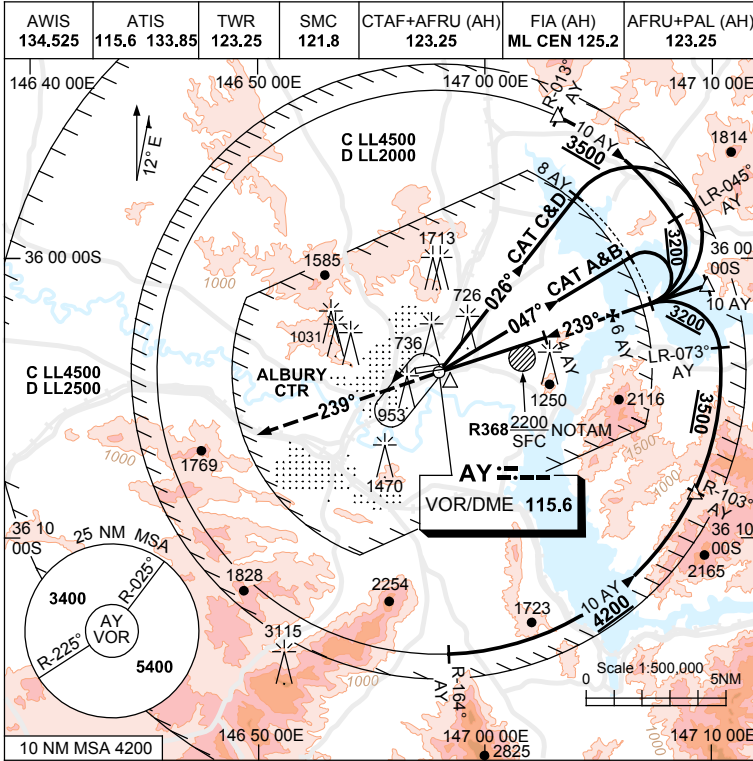 AWIS
134.525
ATIS
115.6 133.85
TWR
123.25
SMC
121.8
CTAF+AFRU (AH)
123.25
FIA (AH)
ML CEN 125.2
AFRU+PAL (AH)
123.25
146 40 00E
146 50 00E
147 00 00E
147 10 00E
12° E
C LL4500
D LL2000
R-013°
AY
10 AY
3500
1814
LR-045°
AY
8 AY
026° CAT C&D
047° CAT A&B
3200
36 00
00S
36 00 00S
1000
1713
1585
726
1031
736
239°
6 AY
4 AY
10 AY
3200
LR-073°
AY
C LL4500
D LL2500
ALBURY
CTR
239°
953
1250
2116
R368 2200
SFC NOTAM
3500
1500
1000
1000
1769
1470
AY
VOR/DME 115.6
R-103°
AY
36 10
00S
36 10
00S
2165
25 NM MSA
3400
R-025°
AY
VOR
R-225°
5400
1828
2254
1723
10 AY
4200
3115
1000
R-164°
AY
Scale 1:500,000
0
5NM
1000
10 NM MSA 4200
146 50 00E
147 00 00E
2825
147 10 00E